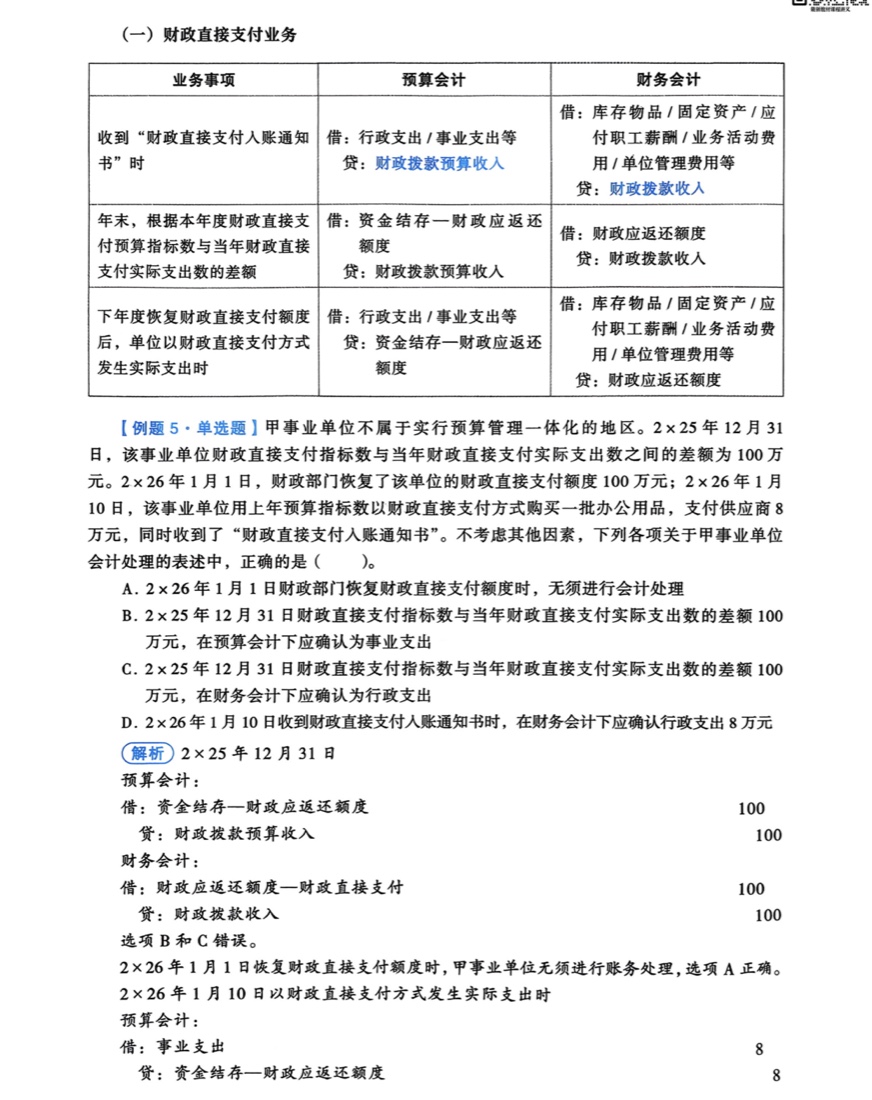 (一)财政直接支付业务
业务事项 预算会计 财务会计
收到“财政直接支付入账通知
书”时
借:行政支出/事业支出等
贷:财政拨款预算收入
借:库存物品/固定资产/应
付职工薪酬/业务活动费
用/单位管理费用等
贷:财政拨款收入
年末,根据本年度财政直接支
付预算指标数与当年财政直接
支付实际支出数的差额
借:资金结存—财政应返还
额度
贷:财政拨款预算收入
借:财政应返还额度
贷:财政拨款收入
下年度恢复财政直接支付额度
后,单位以财政直接支付方式
发生实际支出时
借:行政支出/事业支出等
贷:资金结存—财政应返还
额度
借:库存物品/固定资产/应
付职工薪酬/业务活动费
用/单位管理费用等
贷:财政应返还额度
【例题5·单选题】甲事业单位不属于实行预算管理一体化的地区。2×25年12月31
日,该事业单位财政直接支付指标数与当年财政直接支付实际支出数之间的差额为100万
元。2×26年1月1日,财政部门恢复了该单位的财政直接支付额度100万元;2×26年1月
10日,该事业单位用上年预算指标数以财政直接支付方式购买一批办公用品,支付供应商8
万元,同时收到了“财政直接支付入账通知书”。不考虑其他因素,下列各项关于甲事业单位
会计处理的表述中,正确的是( )。
A. 2×26年1月1日财政部门恢复财政直接支付额度时,无须进行会计处理
B. 2×25年12月31日财政直接支付指标数与当年财政直接支付实际支出数的差额100
万元,在预算会计下应确认为事业支出
C. 2×25年12月31日财政直接支付指标数与当年财政直接支付实际支出数的差额100
万元,在财务会计下应确认为行政支出
D. 2×26年1月10日收到财政直接支付入账通知书时,在财务会计下应确认行政支出8万元
解析 2×25年12月31日
预算会计:
借:资金结存—财政应返还额度 100
贷:财政拨款预算收入 100
财务会计:
借:财政应返还额度—财政直接支付 100
贷:财政拨款收入 100
选项B和C错误。
2×26年1月1日恢复财政直接支付额度时,甲事业单位无须进行账务处理,选项A正确。
2×26年1月10日以财政直接支付方式发生实际支出时
预算会计:
借:事业支出 8
贷:资金结存—财政应返还额度 8